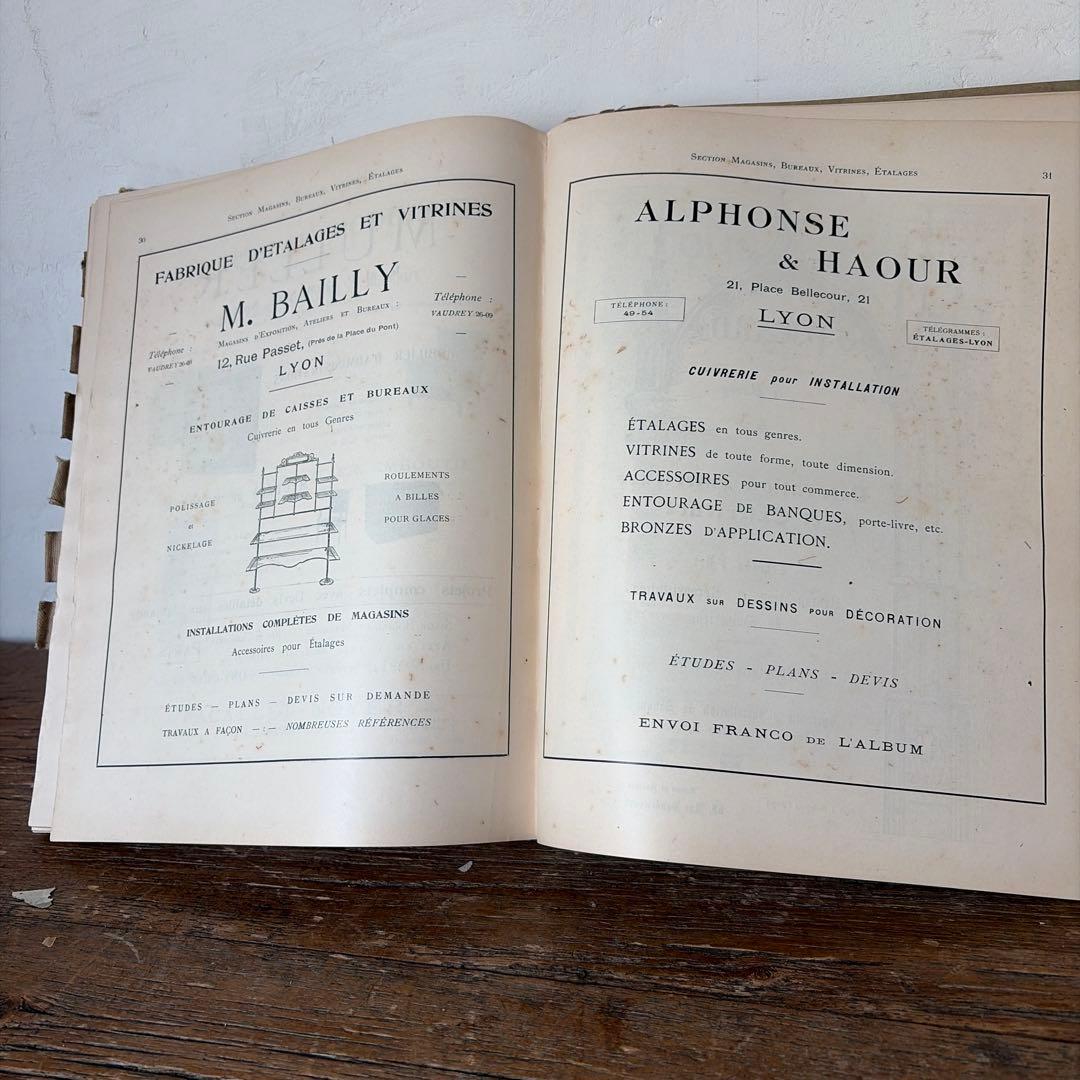 Section Magasins, Bureaux, Vitrines, Étalages
30
FABRIQUE D'ETALAGES ET VITRINES
M. BAILLY
Magasins d'Exposition, Ateliers et Bureaux :
12, Rue Passet, (Près de la Place du Pont)
LYON
Téléphone :
VAUDREY 26-09
Téléphone :
VAUDREY 26-09
ENTOURAGE DE CAISSES ET BUREAUX
Cuivrerie en tous Genres
POLISSAGE
et
NICKELAGE
ROULEMENTS
A BILLES
POUR GLACES
INSTALLATIONS COMPLÈTES DE MAGASINS
Accessoires pour Étalages
ÉTUDES — PLANS — DEVIS SUR DEMANDE
TRAVAUX A FAÇON —:— NOMBREUSES RÉFÉRENCES
Section Magasins, Bureaux, Vitrines, Étalages
31
ALPHONSE
& HAOUR
21, Place Bellecour, 21
TÉLÉPHONE :
49-54
LYON
TÉLÉGRAMMES :
ÉTALAGES-LYON
CUIVRERIE pour INSTALLATION
ÉTALAGES en tous genres.
VITRINES de toute forme, toute dimension.
ACCESSOIRES pour tout commerce.
ENTOURAGE DE BANQUES, porte-livre, etc.
BRONZES D'APPLICATION.
TRAVAUX SUR DESSINS POUR DÉCORATION
ÉTUDES - PLANS - DEVIS
ENVOI FRANCO DE L'ALBUM